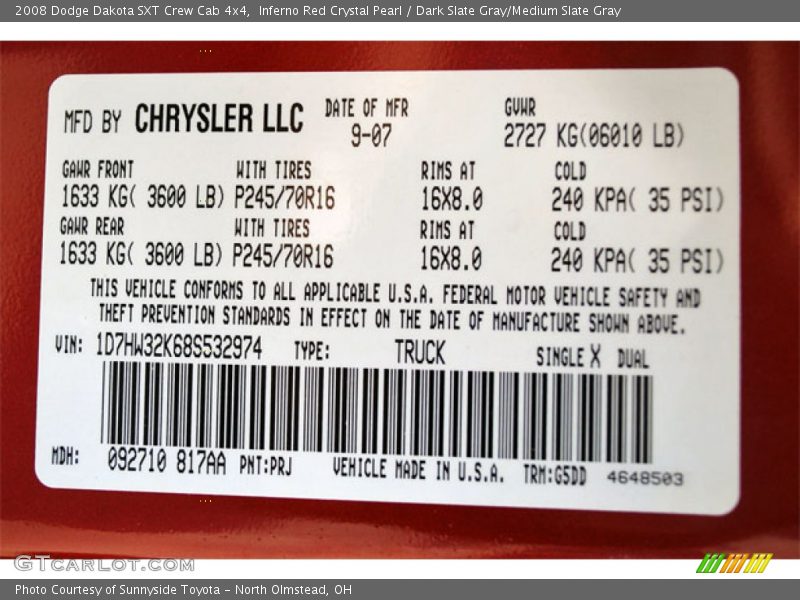 2008 Dodge Dakota SXT Crew Cab 4x4,  Inferno Red Crystal Pearl / Dark Slate Gray/Medium Slate Gray
MFD BY CHRYSLER LLC DATE OF MFR GVWR
9-07 2727 KG(06010 LB)
GAWR FRONT WITH TIRES RIMS AT COLD
1633 KG( 3600 LB) P245/70R16 16X8.0 240 KPA( 35 PSI)
GAWR REAR WITH TIRES RIMS AT COLD
1633 KG( 3600 LB) P245/70R16 16X8.0 240 KPA( 35 PSI)
THIS VEHICLE CONFORMS TO ALL APPLICABLE U.S.A. FEDERAL MOTOR VEHICLE SAFETY AND
THEFT PREVENTION STANDARDS IN EFFECT ON THE DATE OF MANUFACTURE SHOWN ABOVE.
VIN: 1D7HW32K68S532974 TYPE: TRUCK SINGLE X DUAL
MDH: 092710 817AA PNT:PRJ VEHICLE MADE IN U.S.A. TRM:G5DD 4648503
GTCARLOT.COM
Photo Courtesy of Sunnyside Toyota - North Olmstead, OH